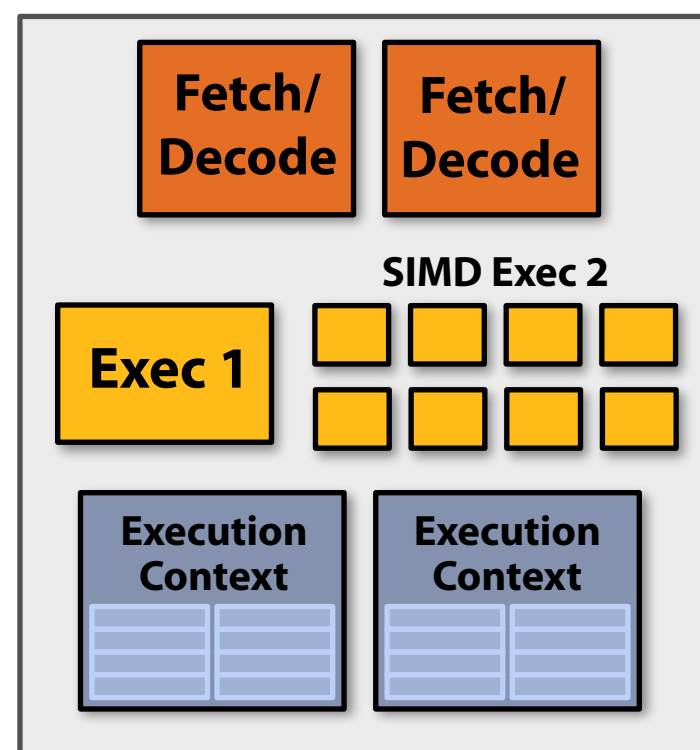 Fetch/
Decode
Fetch/
Decode
SIMD Exec 2
Exec 1
Execution
Context
Execution
Context